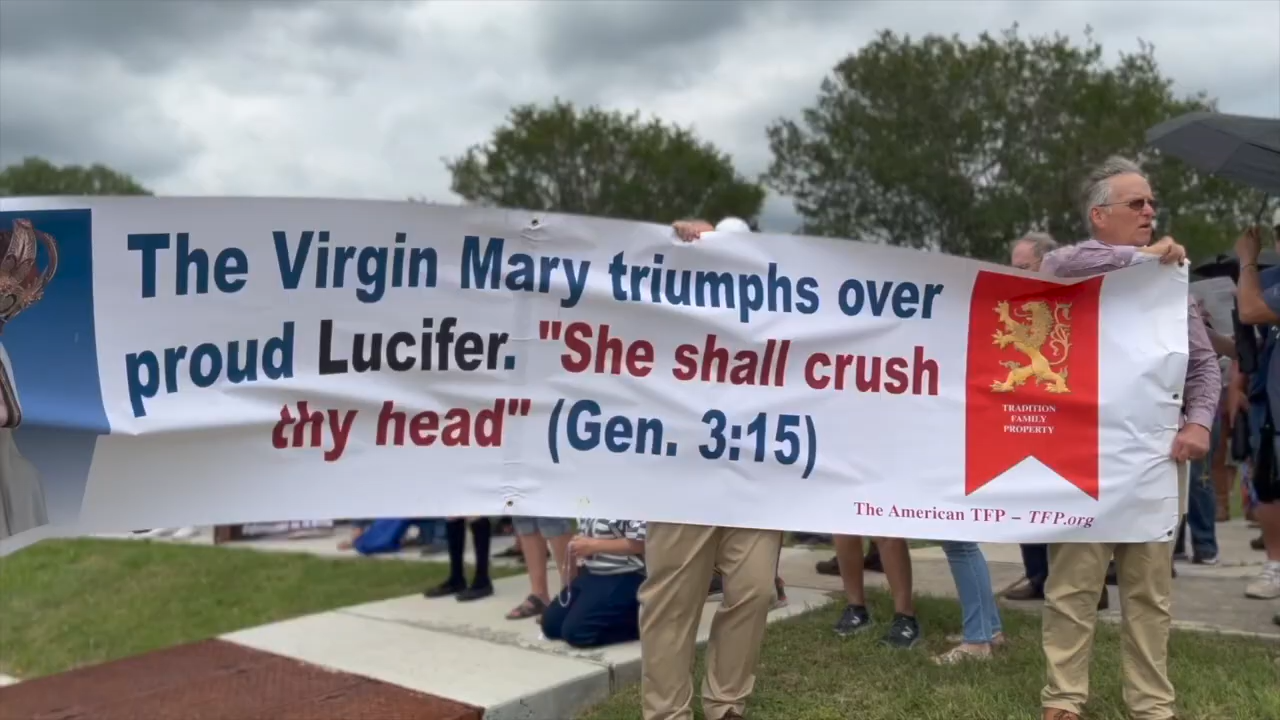 The Virgin Mary triumphs over
proud Lucifer. "She shall crush
thy head" (Gen. 3:15)
TRADITION
FAMILY
PROPERTY
The American TFP – TFP.org